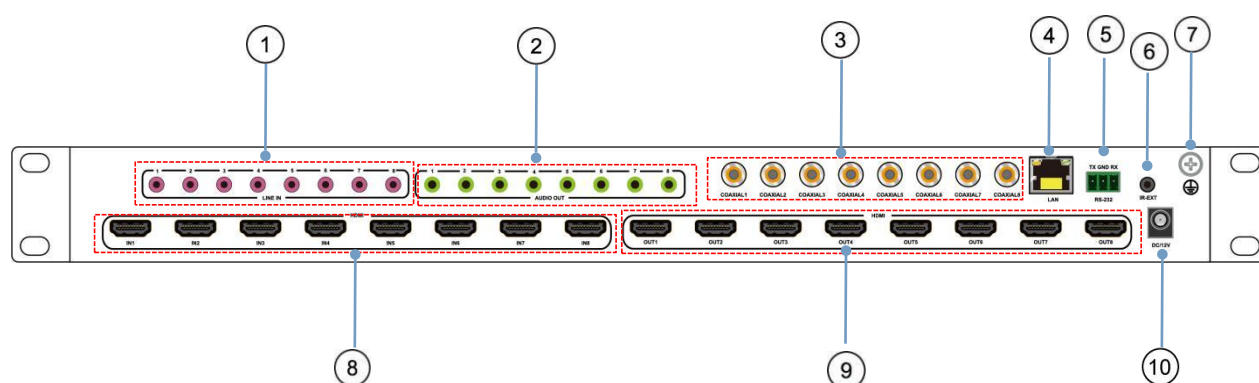 1 2 3 4 5 6 7
1 2 3 4 5 6 7 8
LINE IN
1 2 3 4 5 6 7 8
AUDIO OUT
COAXIAL1 COAXIAL2 COAXIAL3 COAXIAL4 COAXIAL5 COAXIAL6 COAXIAL7 COAXIAL8
LAN
TX GND RX
RS-232
IR-EXT
HDMI
IN1 IN2 IN3 IN4 IN5 IN6 IN7 IN8
HDMI
OUT1 OUT2 OUT3 OUT4 OUT5 OUT6 OUT7 OUT8
DC/12V
8 9 10